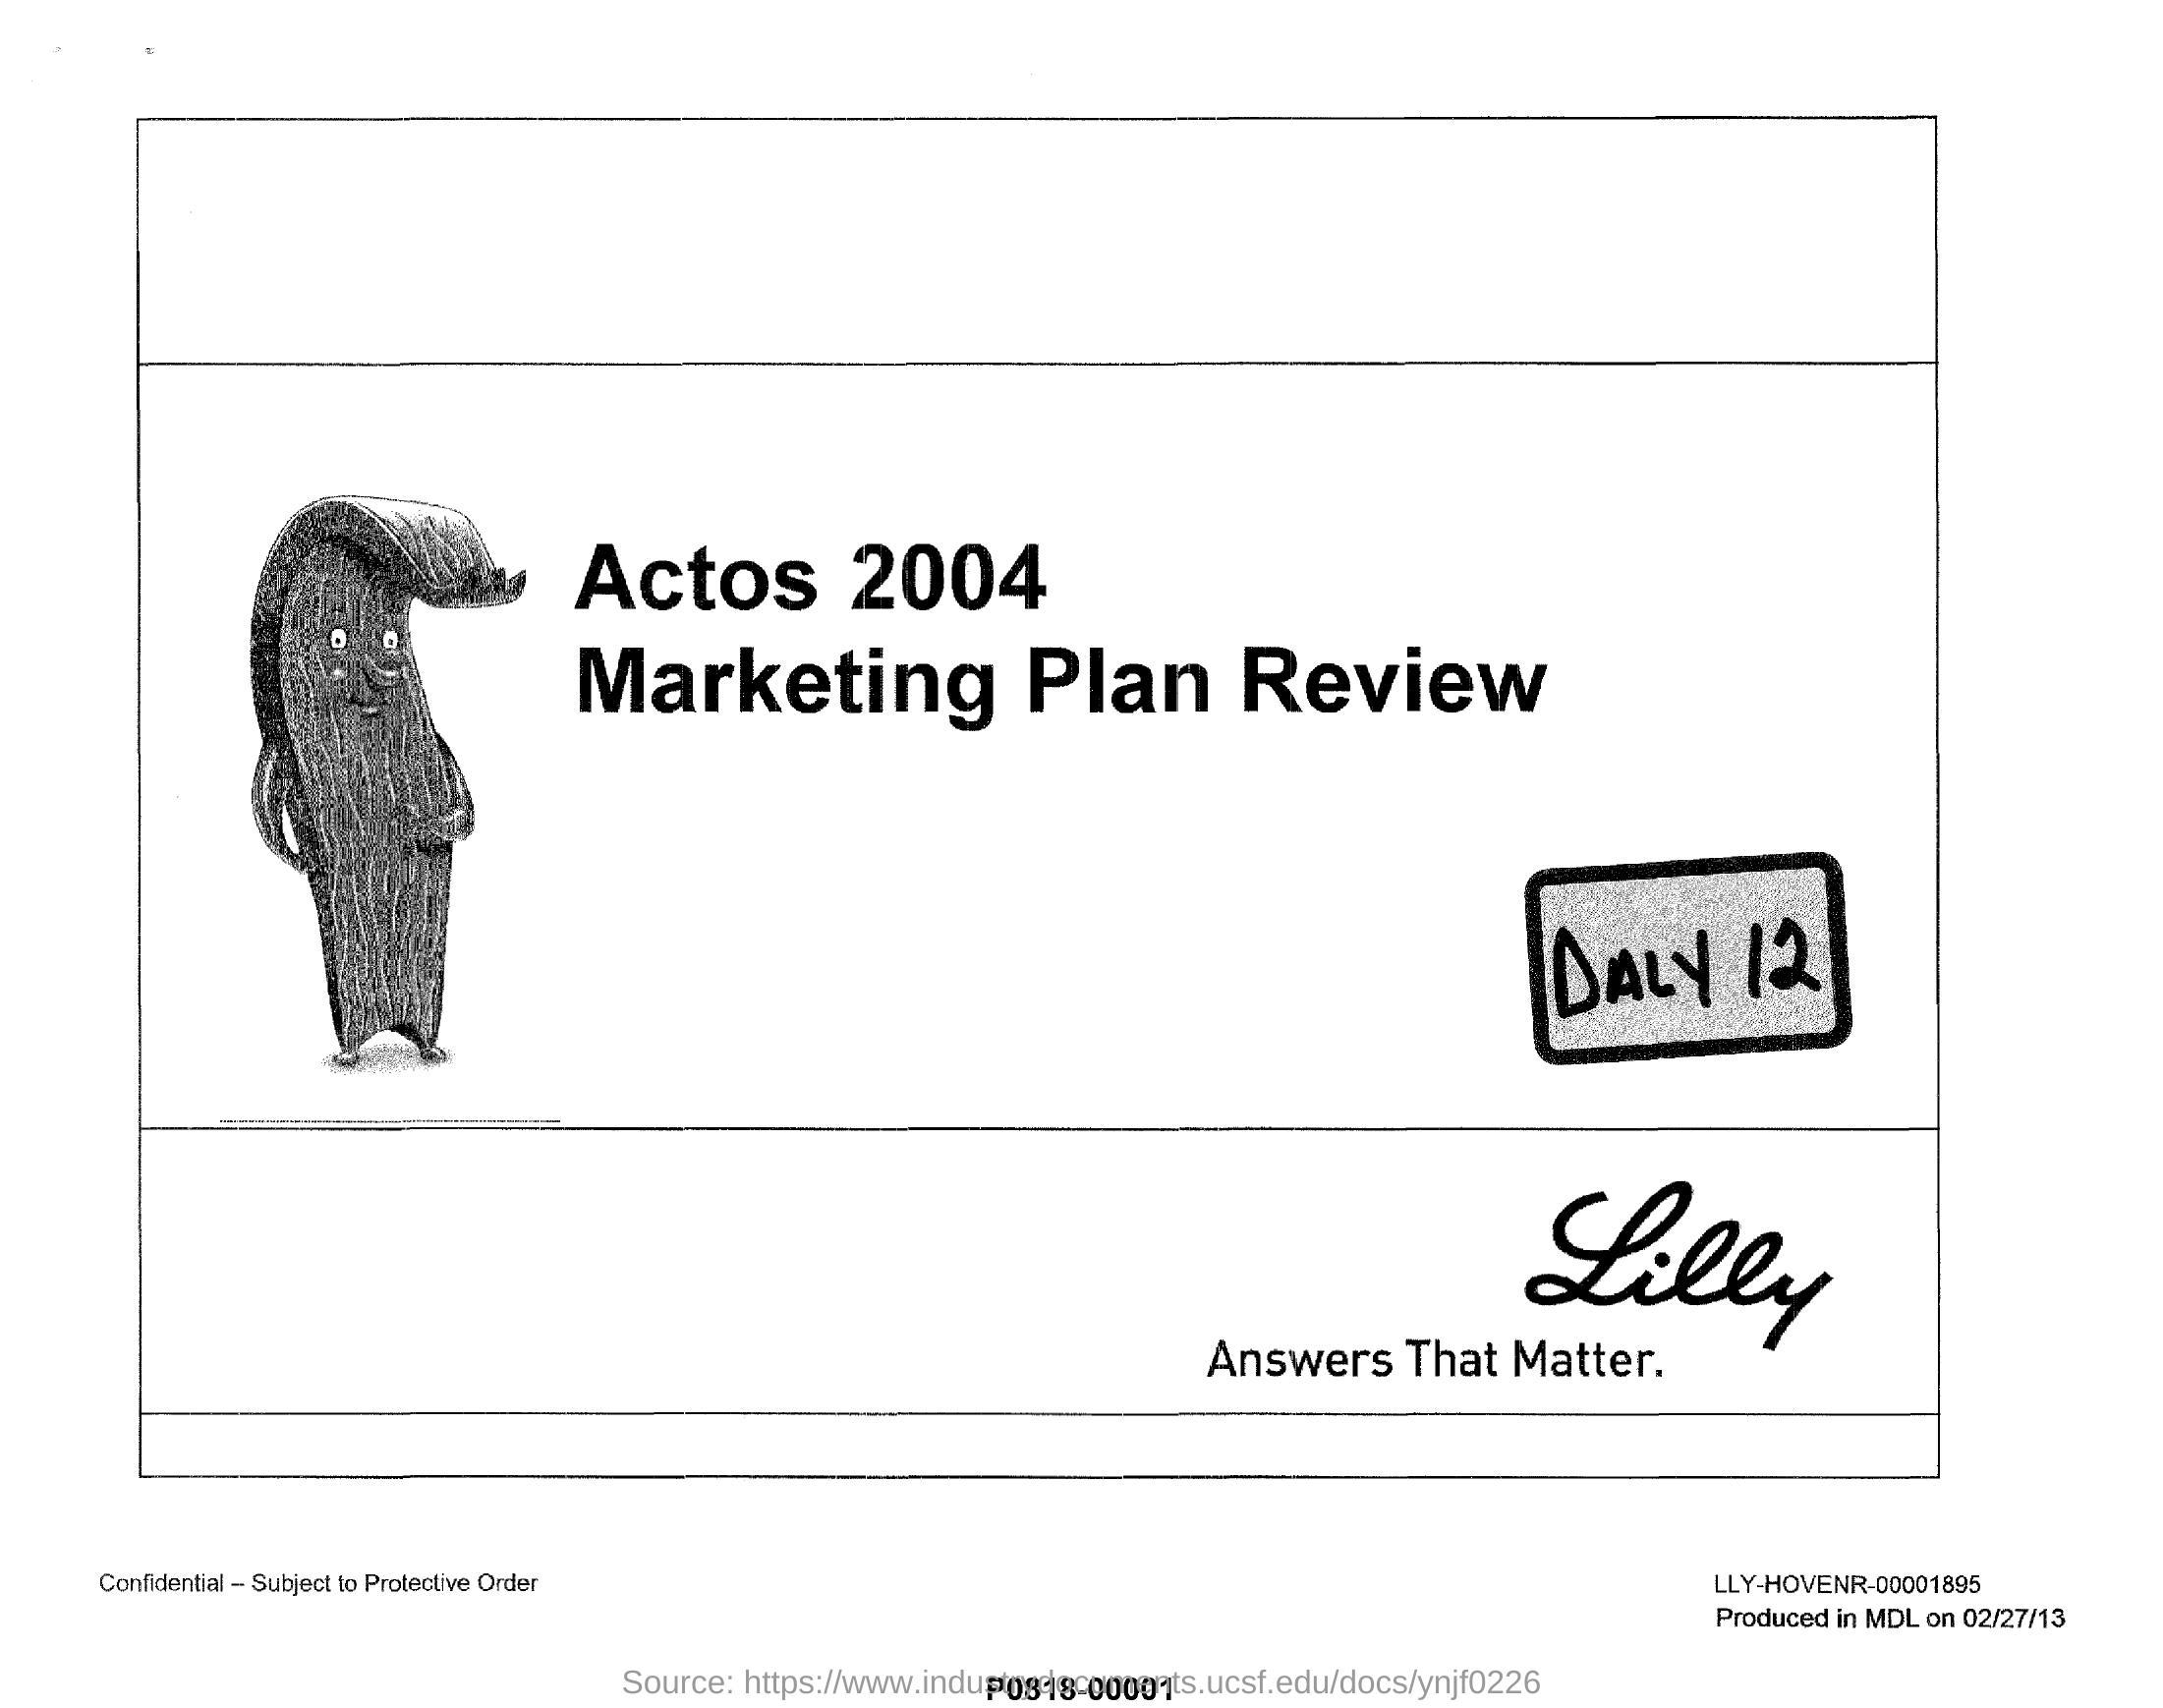 Actos 2004
Marketing Plan Review
DALY 12
Lilly
Answers That Matter.
Confidential – Subject to Protective Order
LLY-HOVENR-00001895
Produced in MDL on 02/27/13
Source: https://www.industrydocuments.ucsf.edu/docs/ynjf0226
P0818-00001